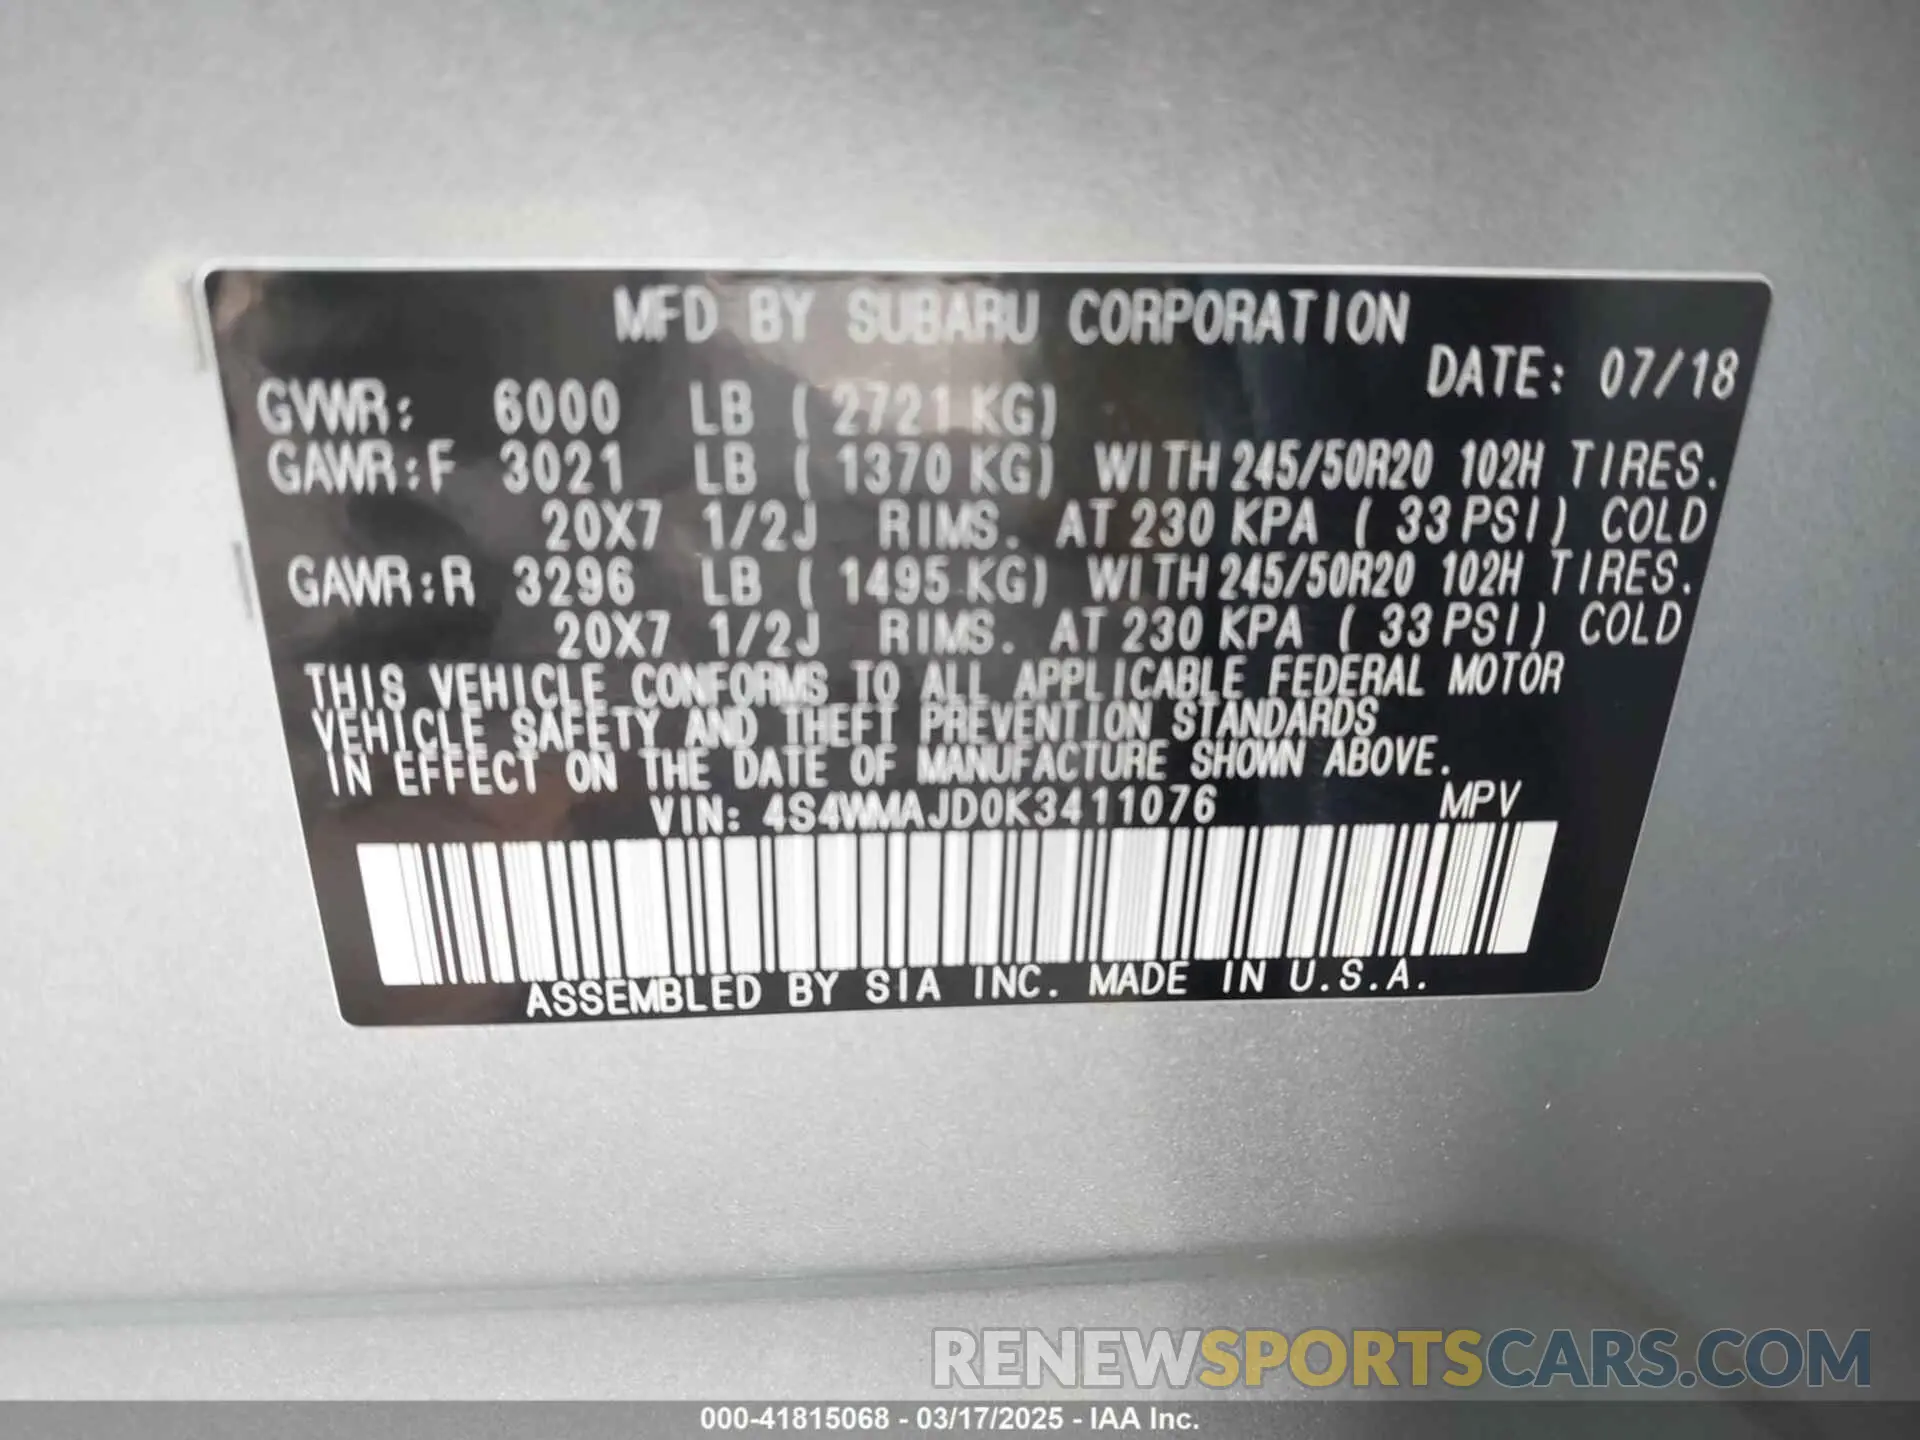 MFD BY SUBARU CORPORATION
DATE: 07/18
GVWR: 6000 LB ( 2721 KG)
GAWR:F 3021 LB ( 1370 KG) WITH 245/50R20 102H TIRES.
20X7 1/2J RIMS. AT 230 KPA ( 33 PSI) COLD
GAWR:R 3296 LB ( 1495 KG) WITH 245/50R20 102H TIRES.
20X7 1/2J RIMS. AT 230 KPA ( 33 PSI) COLD
THIS VEHICLE CONFORMS TO ALL APPLICABLE FEDERAL MOTOR
VEHICLE SAFETY AND THEFT PREVENTION STANDARDS
IN EFFECT ON THE DATE OF MANUFACTURE SHOWN ABOVE.
VIN: 4S4WMAJD0K3411076 MPV
ASSEMBLED BY SIA INC. MADE IN U.S.A.
RENEWSPORTSCARS.COM
000-41815068 - 03/17/2025 - IAA Inc.